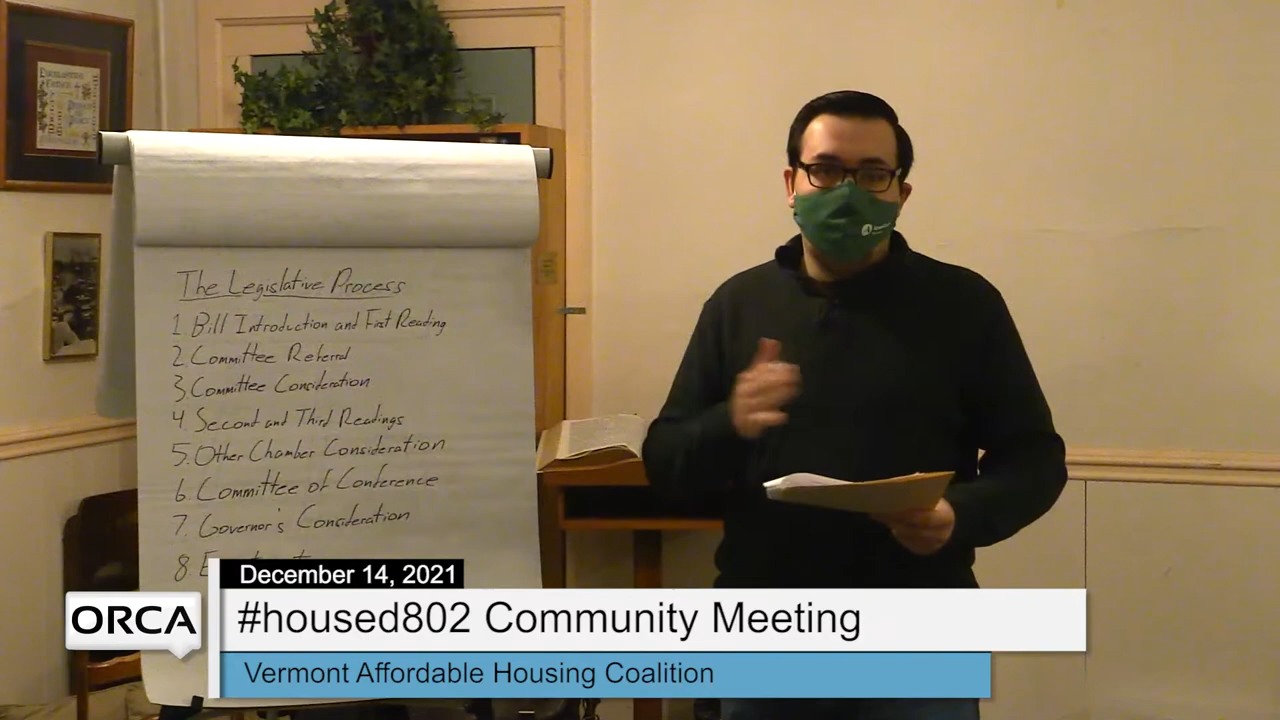 The Legislative Process
1. Bill Introduction and First Reading
2. Committee Referral
3. Committee Consideration
4. Second and Third Readings
5. Other Chamber Consideration
6 Committee of Conference
7. Governor's Consideration
8
December 14, 2021
ORCA
#housed802 Community Meeting
Vermont Affordable Housing Coalition